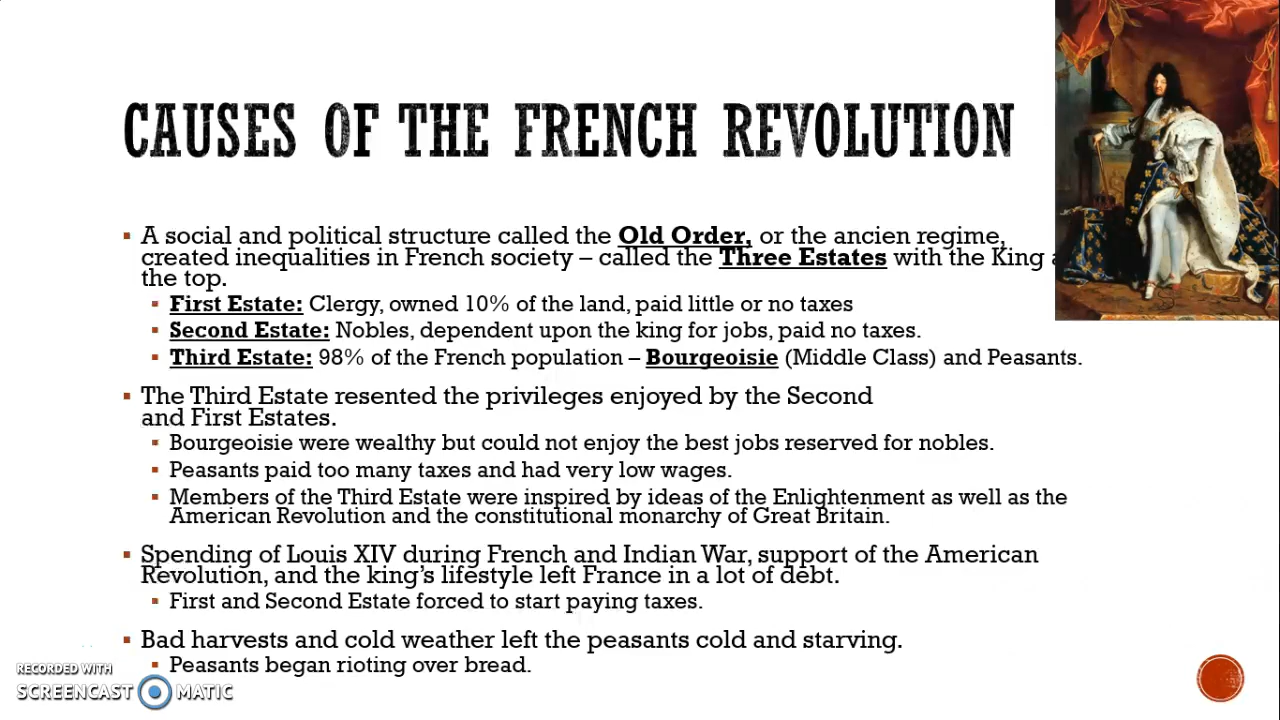 CAUSES OF THE FRENCH REVOLUTION
▪ A social and political structure called the Old Order, or the ancien regime,
created inequalities in French society – called the Three Estates with the King
the top.
▪ First Estate: Clergy, owned 10% of the land, paid little or no taxes
▪ Second Estate: Nobles, dependent upon the king for jobs, paid no taxes.
▪ Third Estate: 98% of the French population – Bourgeoisie (Middle Class) and Peasants.
▪ The Third Estate resented the privileges enjoyed by the Second
and First Estates.
▪ Bourgeoisie were wealthy but could not enjoy the best jobs reserved for nobles.
▪ Peasants paid too many taxes and had very low wages.
▪ Members of the Third Estate were inspired by ideas of the Enlightenment as well as the
American Revolution and the constitutional monarchy of Great Britain.
▪ Spending of Louis XIV during French and Indian War, support of the American
Revolution, and the king's lifestyle left France in a lot of debt.
▪ First and Second Estate forced to start paying taxes.
▪ Bad harvests and cold weather left the peasants cold and starving.
▪ Peasants began rioting over bread.
RECORDED WITH
SCREENCAST MATIC